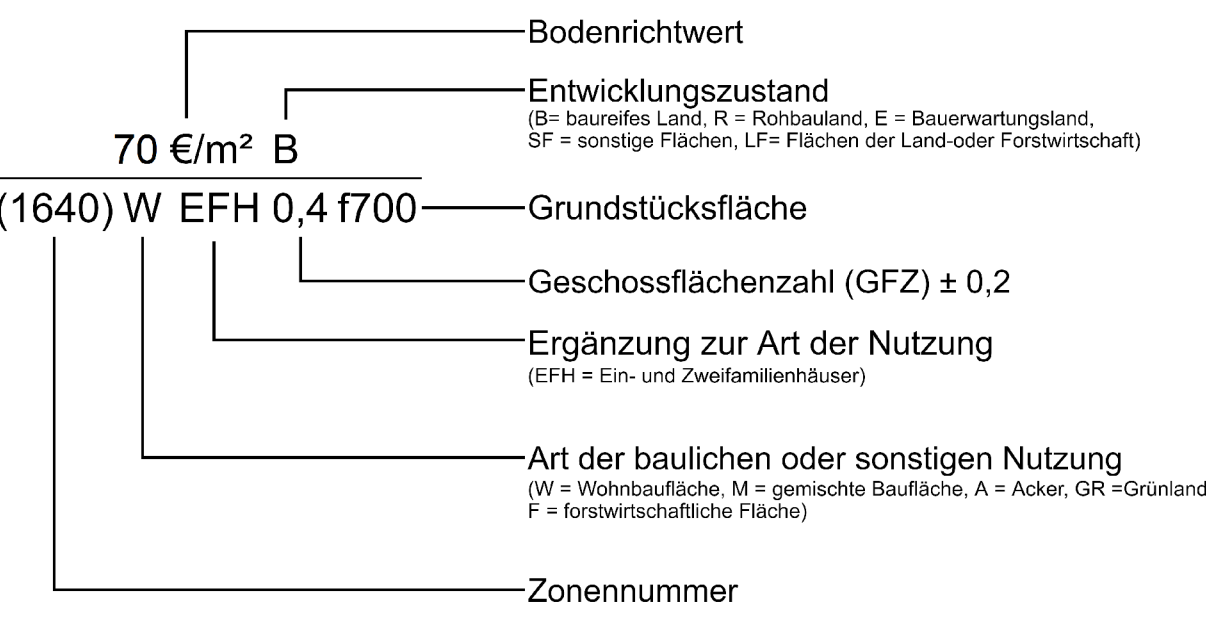 Bodenrichtwert
Entwicklungszustand
(B= baureifes Land, R = Rohbauland, E = Bauerwartungsland,
SF = sonstige Flächen, LF= Flächen der Land-oder Forstwirtschaft)
70 €/m² B
(1640) W EFH 0,4 f700
Grundstücksfläche
Geschossflächenzahl (GFZ) ± 0,2
Ergänzung zur Art der Nutzung
(EFH = Ein- und Zweifamilienhäuser)
Art der baulichen oder sonstigen Nutzung
(W = Wohnbaufläche, M = gemischte Baufläche, A = Acker, GR =Grünland
F = forstwirtschaftliche Fläche)
Zonennummer